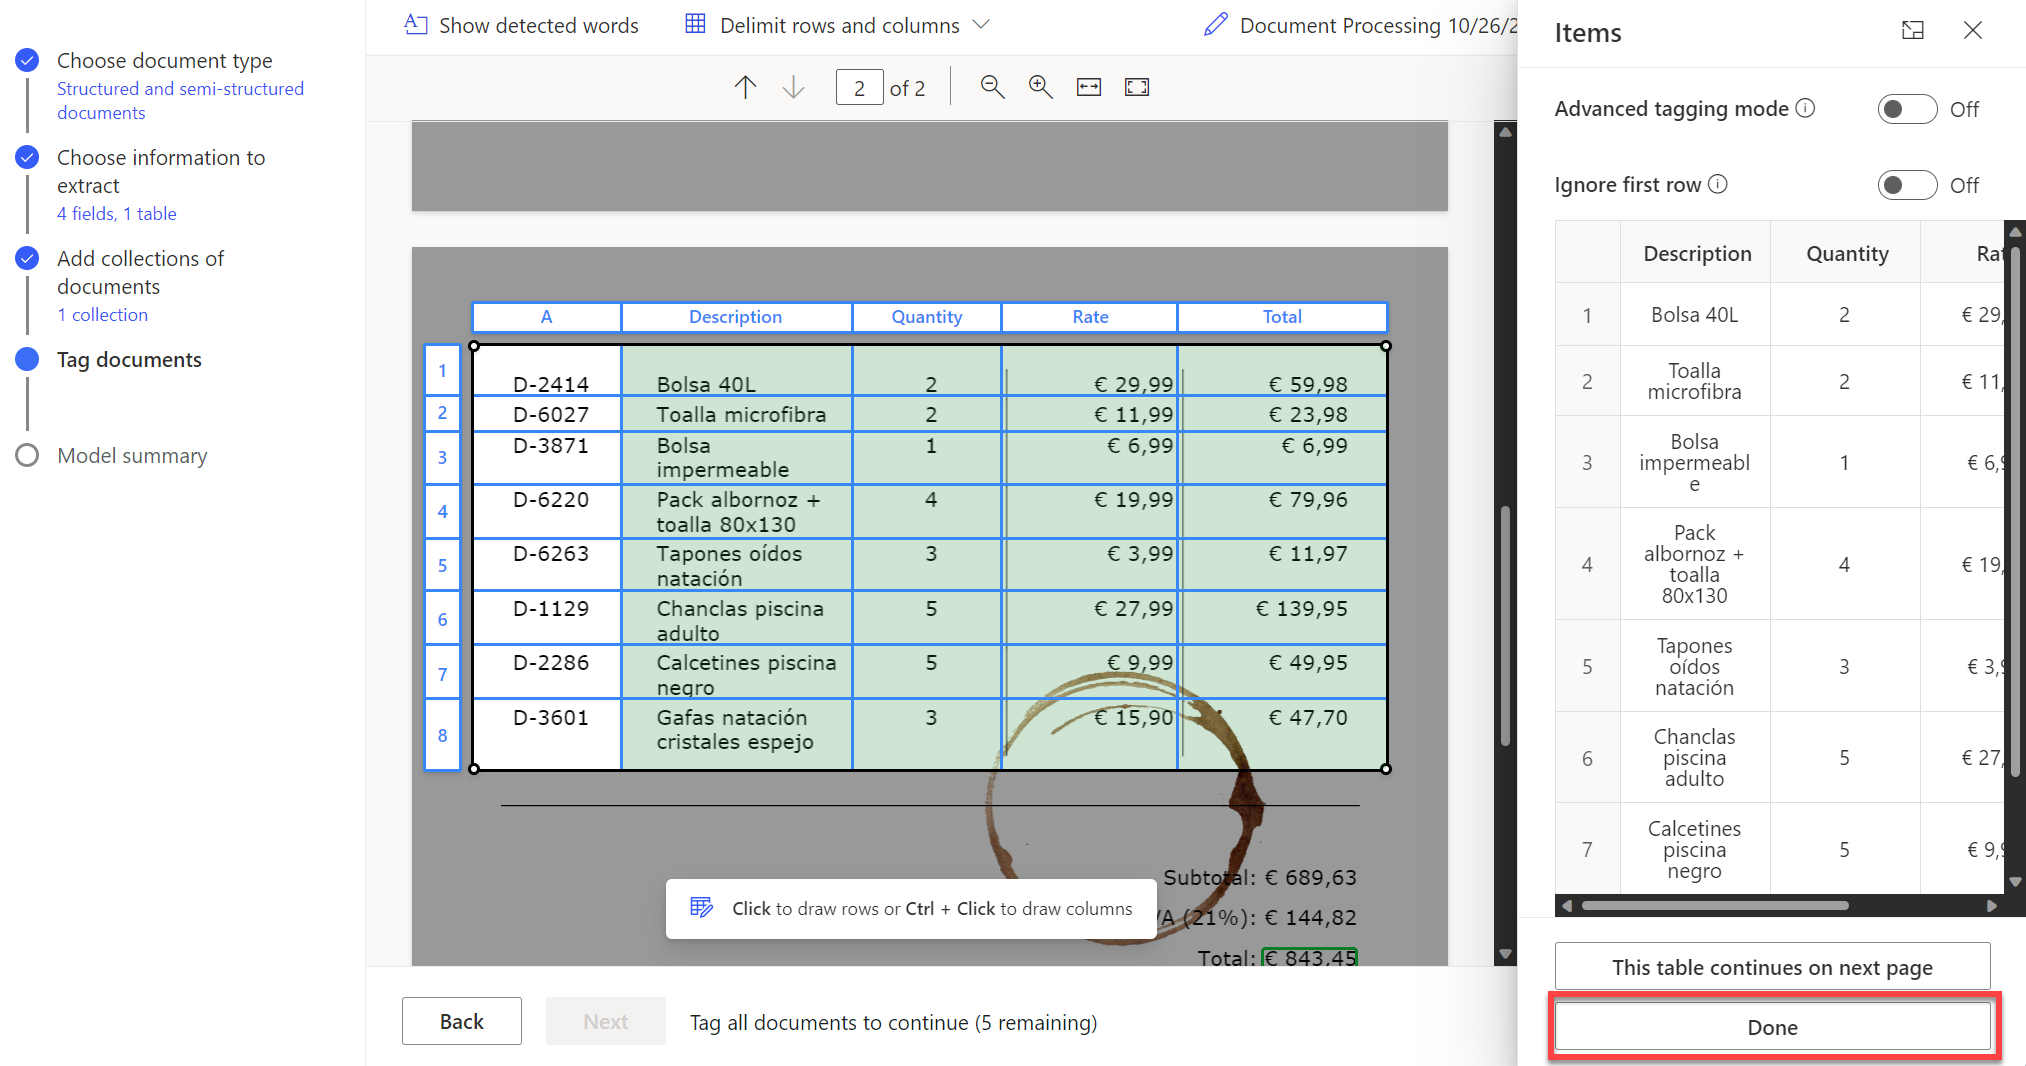 Choose document type
Structured and semi-structured
documents
Choose information to
extract
4 fields, 1 table
Add collections of
documents
1 collection
Tag documents
Model summary
Show detected words
Delimit rows and columns
Document Processing 10/26/2
2 of 2
A Description Quantity Rate Total
1 D-2414 Bolsa 40L 2 € 29,99 € 59,98
2 D-6027 Toalla microfibra 2 € 11,99 € 23,98
3 D-3871 Bolsa 1 € 6,99 € 6,99
impermeable
4 D-6220 Pack albornoz + 4 € 19,99 € 79,96
toalla 80x130
5 D-6263 Tapones oídos 3 € 3,99 € 11,97
natación
6 D-1129 Chanclas piscina 5 € 27,99 € 139,95
adulto
7 D-2286 Calcetines piscina 5 € 9,99 € 49,95
negro
8 D-3601 Gafas natación 3 € 15,90 € 47,70
cristales espejo
Subtotal: € 689,63
/A (21%): € 144,82
Total: € 843,45
Click to draw rows or Ctrl + Click to draw columns
Back
Next
Tag all documents to continue (5 remaining)
Items
Advanced tagging mode Off
Ignore first row Off
Description Quantity Rat
1 Bolsa 40L 2 € 29,
2 Toalla
microfibra 2 € 11,
3 Bolsa
impermeabl
e 1 € 6,9
4 Pack
albornoz +
toalla
80x130 4 € 19,
5 Tapones
oídos
natación 3 € 3,9
6 Chanclas
piscina
adulto 5 € 27,
7 Calcetines
piscina
negro 5 € 9,9
This table continues on next page
Done